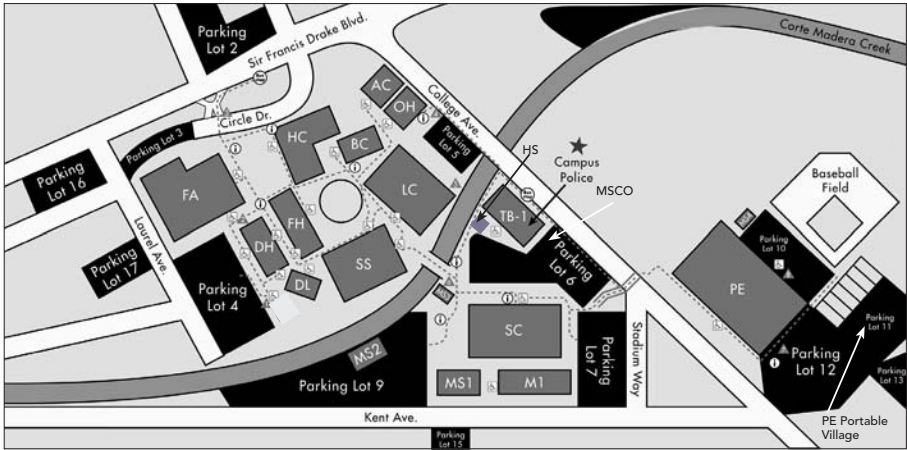 Parking
Lot 2
Sir Francis Drake Blvd.
Corte Madera Creek
AC
OH
College Ave.
Circle Dr.
HC
BC
Parking Lot 3
Parking
Lot 5
HS
Campus
Police
MSCO
Parking
Lot 16
FA
LC
TB-1
Baseball
Field
Laurel Ave.
FH
DH
Parking
Lot 17
SS
DL
Parking
Lot 4
Parking
Lot 6
Parking
Lot 10
PE
Parking
Lot 11
SC
Parking
Lot 7
Stadium Way
MS2
Parking Lot 9
MS1
M1
Parking
Lot 12
Parking
Lot 13
Kent Ave.
PE Portable
Village
Parking
Lot 15